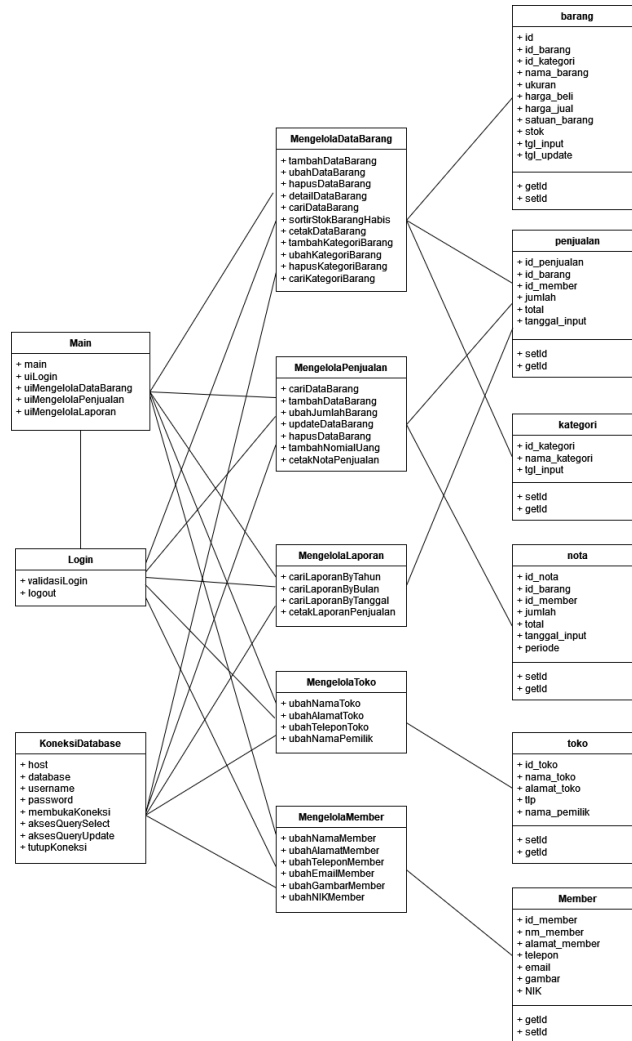 barang
+ id
+ id_barang
+ id_kategori
+ nama_barang
+ ukuran
+ harga_beli
+ harga_jual
+ satuan_barang
+ stok
+ tgl_input
+ tgl_update
+ getId
+ setId
MengelolaDataBarang
+ tambahDataBarang
+ ubahDataBarang
+ hapusDataBarang
+ detailDataBarang
+ cariDataBarang
+ sortirStokBarangHabis
+ cetakDataBarang
+ tambahKategoriBarang
+ ubahKategoriBarang
+ hapusKategoriBarang
+ cariKategoriBarang
penjualan
+ id_penjualan
+ id_barang
+ id_member
+ jumlah
+ total
+ tanggal_input
+ setId
+ getId
Main
+ main
+ uiLogin
+ uiMengelolaDataBarang
+ uiMengelolaPenjualan
+ uiMengelolaLaporan
MengelolaPenjualan
+ cariDataBarang
+ tambahDataBarang
+ ubahJumlahBarang
+ updateDataBarang
+ hapusDataBarang
+ tambahNomialUang
+ cetakNotaPenjualan
kategori
+ id_kategori
+ nama_kategori
+ tgl_input
+ setId
+ getId
Login
+ validasiLogin
+ logout
MengelolaLaporan
+ cariLaporanByTahun
+ cariLaporanByBulan
+ cariLaporanByTanggal
+ cetakLaporanPenjualan
nota
+ id_nota
+ id_barang
+ id_member
+ jumlah
+ total
+ tanggal_input
+ periode
+ setId
+ getId
MengelolaToko
+ ubahNamaToko
+ ubahAlamatToko
+ ubahTeleponToko
+ ubahNamaPemilik
KoneksiDatabase
+ host
+ database
+ username
+ password
+ membukaKoneksi
+ aksesQuerySelect
+ aksesQueryUpdate
+ tutupKoneksi
toko
+ id_toko
+ nama_toko
+ alamat_toko
+ tlp
+ nama_pemilik
+ setId
+ getId
MengelolaMember
+ ubahNamaMember
+ ubahAlamatMember
+ ubahTeleponMember
+ ubahEmailMember
+ ubahGambarMember
+ ubahNIKMember
Member
+ id_member
+ nm_member
+ alamat_member
+ telepon
+ email
+ gambar
+ NIK
+ getId
+ setId